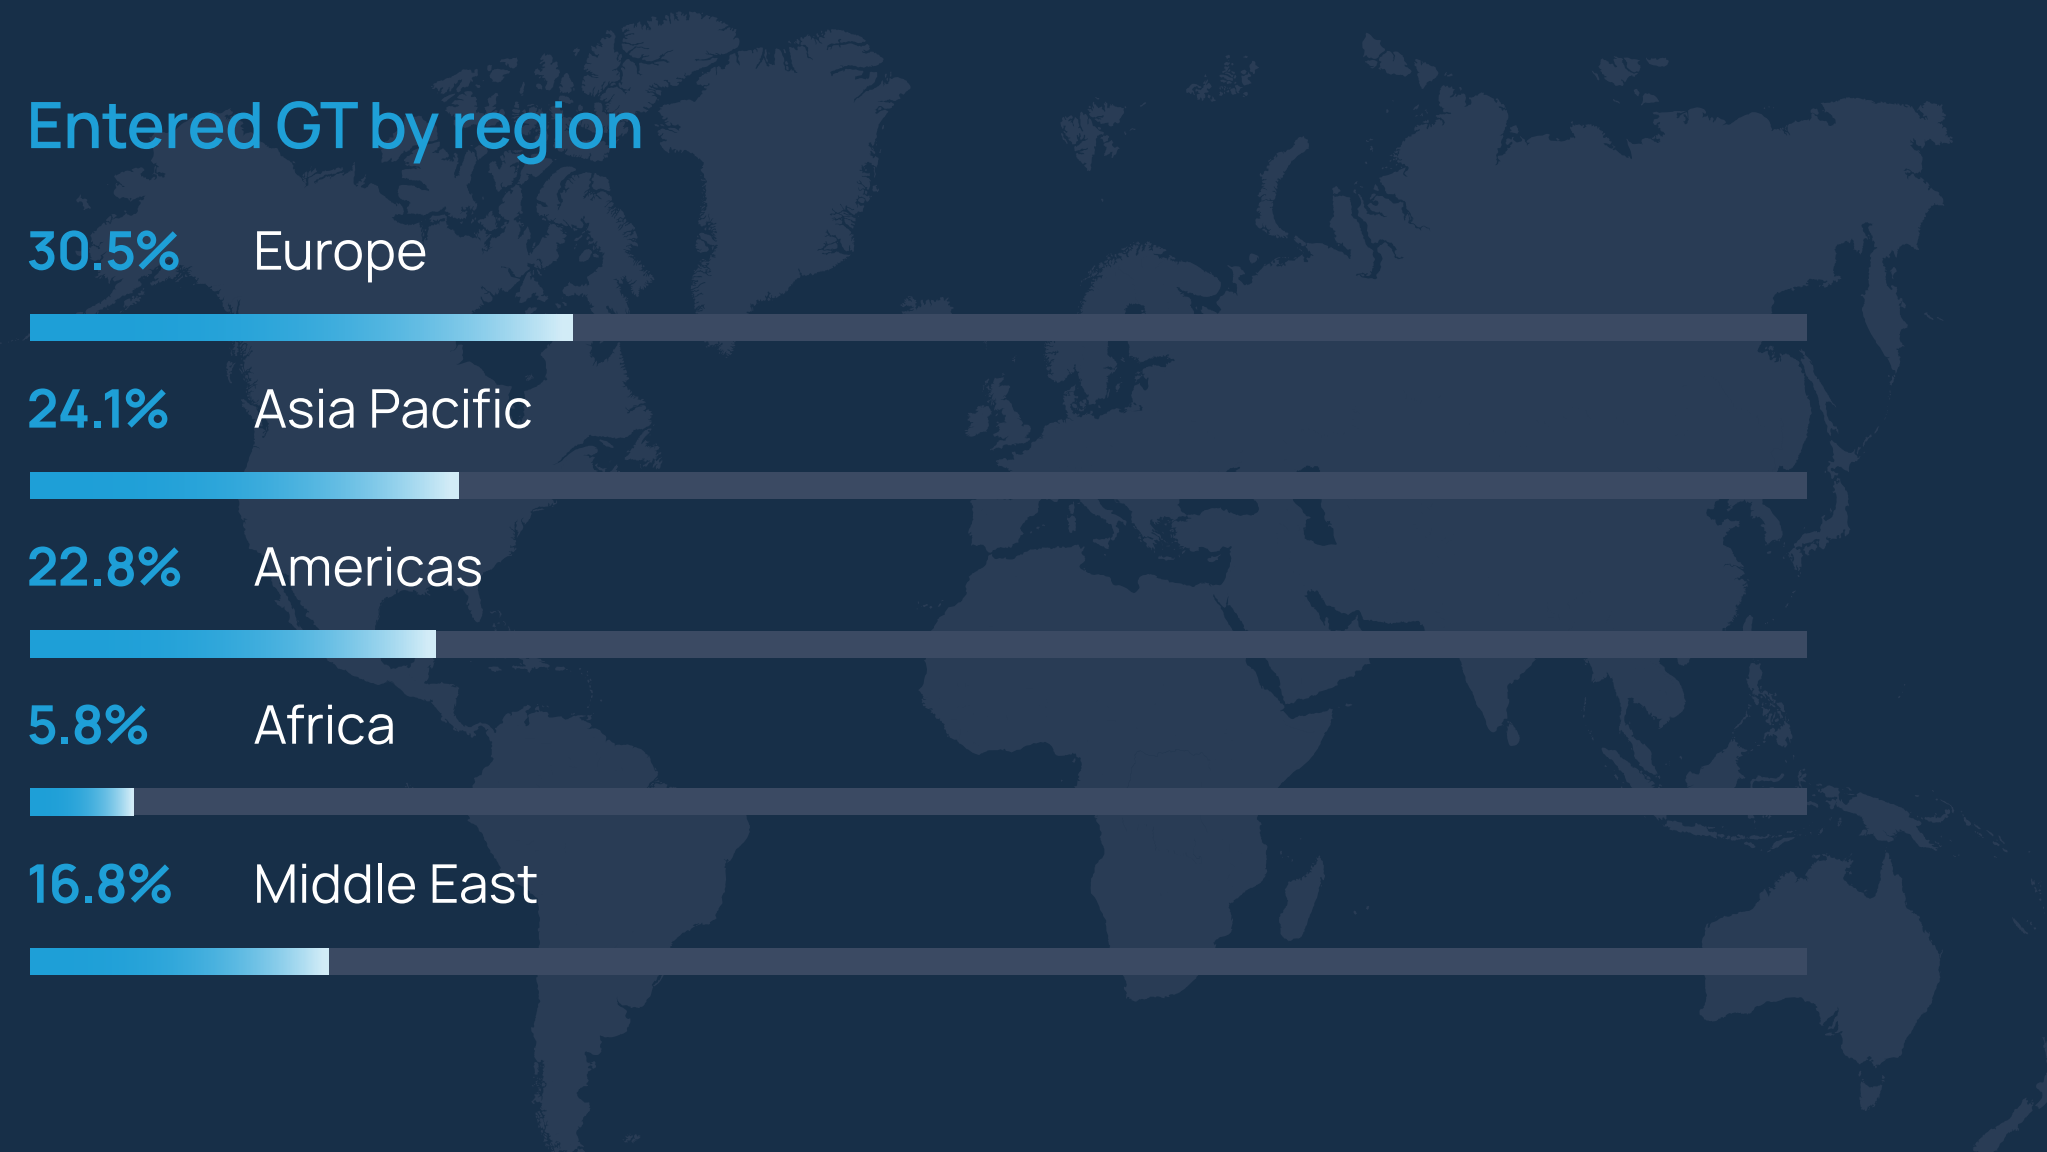 Entered GT by region
30.5% Europe
24.1% Asia Pacific
22.8% Americas
5.8% Africa
16.8% Middle East